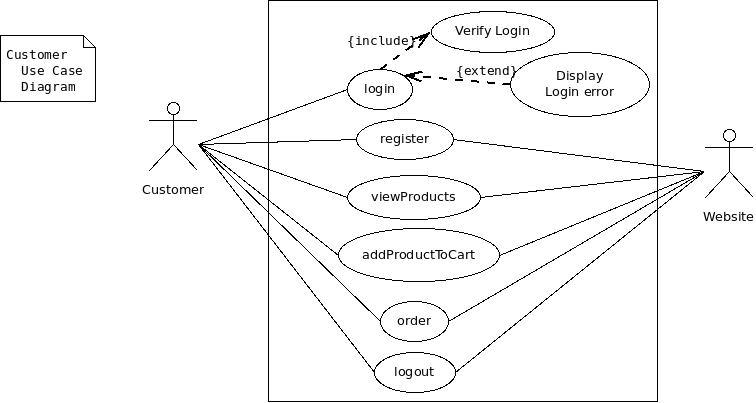 Customer
Use Case
Diagram
{include}
Verify Login
login
{extend}
Display
Login error
register
Customer
viewProducts
Website
addProductToCart
order
logout